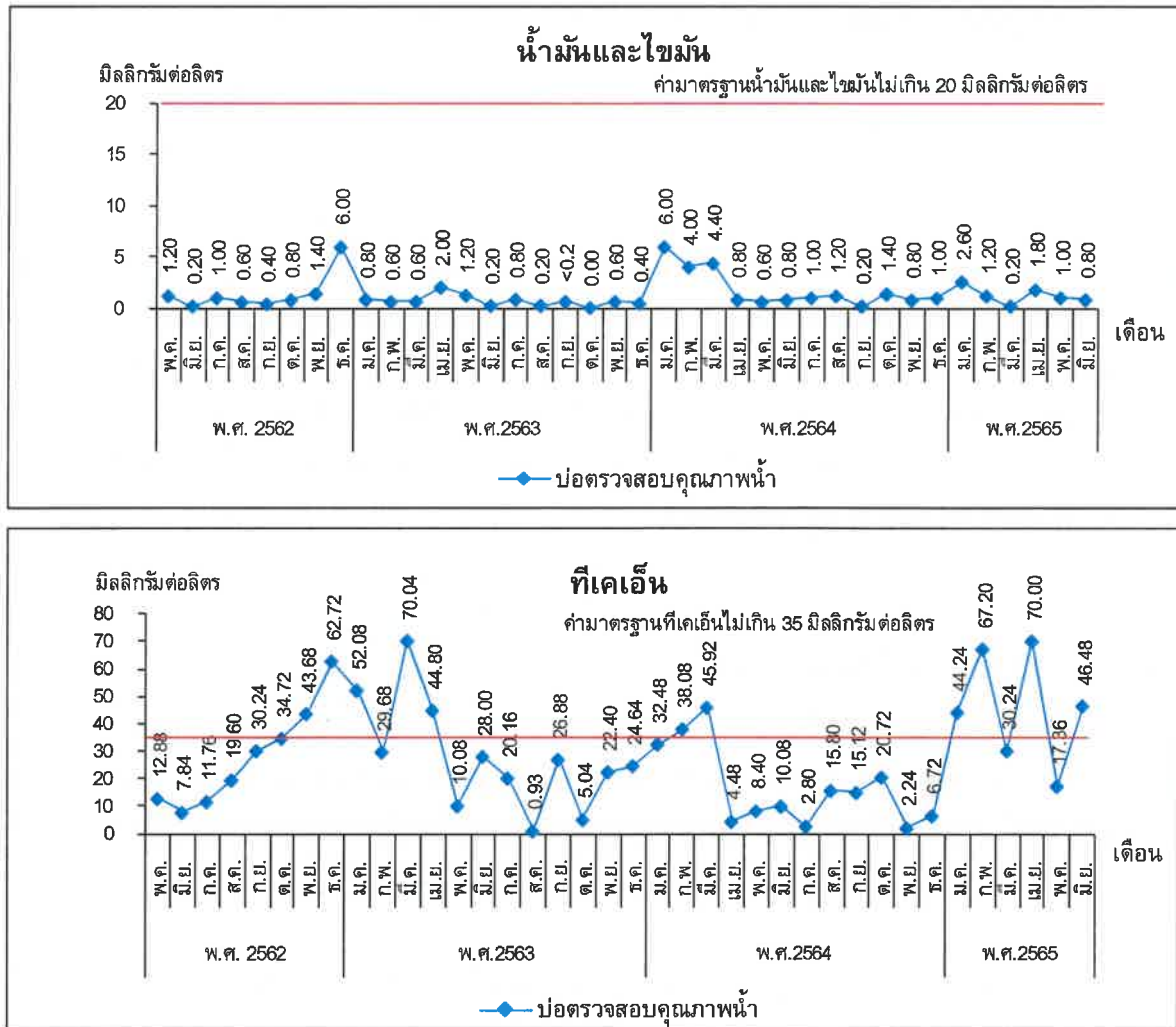 น้ำมันและไขมัน
มิลลิกรัมต่อลิตร
ค่ามาตรฐานน้ำมันและไขมันไม่เกิน 20 มิลลิกรัมต่อลิตร
20
15
10
5
0
1.20 0.20 1.00 0.60 0.40 0.80 1.40 6.00 0.80 0.60 0.60 2.00 1.20 0.20 0.80 0.20 <0.2 0.00 0.60 0.40 6.00 4.00 4.40 0.80 0.60 0.80 1.00 1.20 0.20 1.40 0.80 1.00 2.60 1.20 0.20 1.80 1.00 0.80
เดือน
พ.ค. มิ.ย. ก.ค. ส.ค. ก.ย. ต.ค. พ.ย. ธ.ค. ม.ค. ก.พ. มี.ค. เม.ย. พ.ค. มิ.ย. ก.ค. ส.ค. ก.ย. ต.ค. พ.ย. ธ.ค. ม.ค. ก.พ. มี.ค. เม.ย. พ.ค. มิ.ย. ก.ค. ส.ค. ก.ย. ต.ค. พ.ย. ธ.ค. ม.ค. ก.พ. มี.ค. เม.ย. พ.ค. มิ.ย.
พ.ศ. 2562 พ.ศ.2563 พ.ศ.2564 พ.ศ.2565
บ่อตรวจสอบคุณภาพน้ำ
ทีเคเอ็น
มิลลิกรัมต่อลิตร
ค่ามาตรฐานทีเคเอ็นไม่เกิน 35 มิลลิกรัมต่อลิตร
80
70
60
50
40
30
20
10
0
12.88 7.84 11.76 19.60 30.24 34.72 43.68 62.72 52.08 29.68 70.04 44.80 10.08 28.00 20.16 0.93 26.88 5.04 22.40 24.64 32.48 38.08 45.92 4.48 8.40 10.08 2.80 15.80 15.12 20.72 2.24 6.72 44.24 67.20 30.24 70.00 17.36 46.48
เดือน
พ.ค. มิ.ย. ก.ค. ส.ค. ก.ย. ต.ค. พ.ย. ธ.ค. ม.ค. ก.พ. มี.ค. เม.ย. พ.ค. มิ.ย. ก.ค. ส.ค. ก.ย. ต.ค. พ.ย. ธ.ค. ม.ค. ก.พ. มี.ค. เม.ย. พ.ค. มิ.ย. ก.ค. ส.ค. ก.ย. ต.ค. พ.ย. ธ.ค. ม.ค. ก.พ. มี.ค. เม.ย. พ.ค. มิ.ย.
พ.ศ. 2562 พ.ศ.2563 พ.ศ.2564 พ.ศ.2565
บ่อตรวจสอบคุณภาพน้ำ